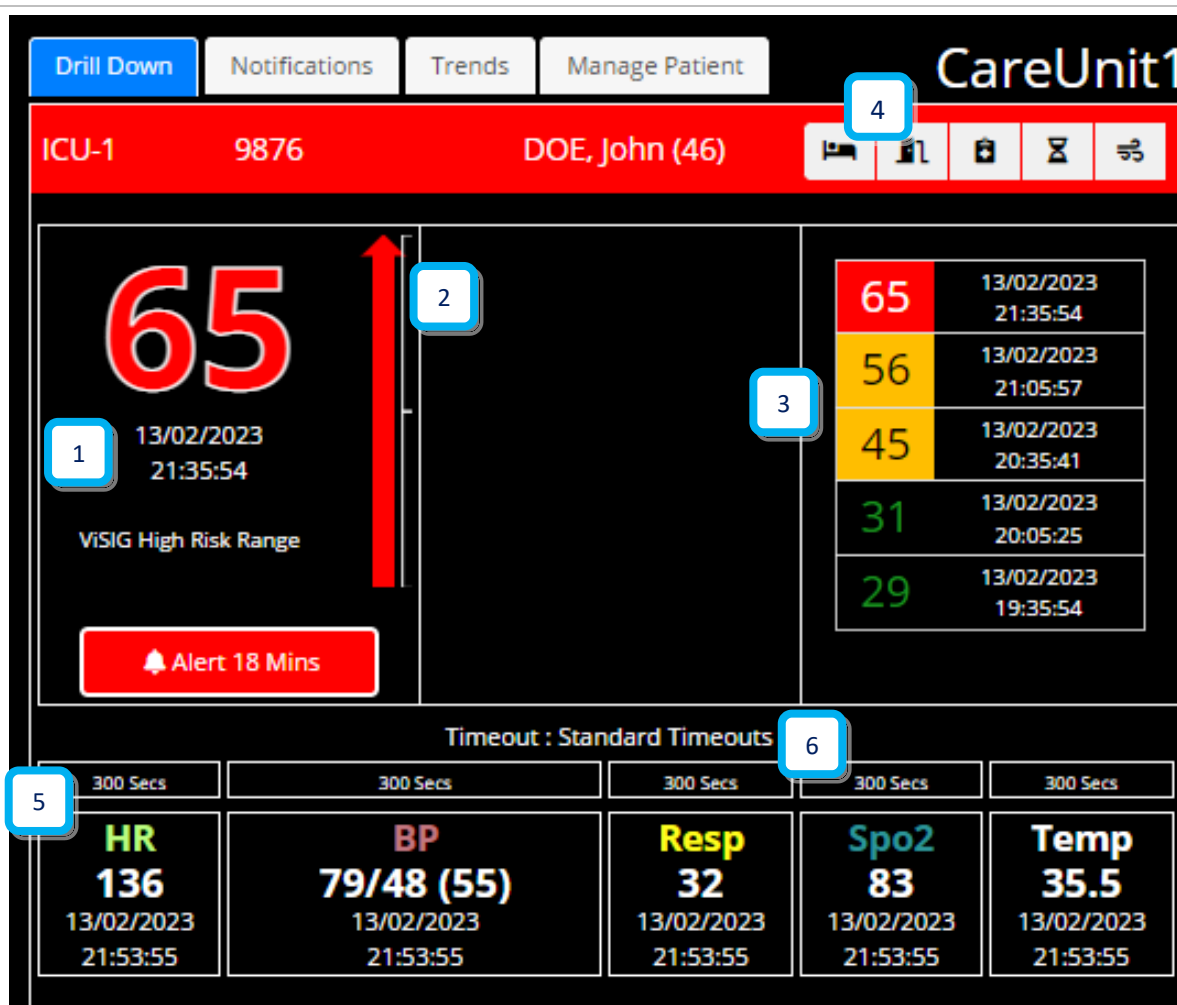 Drill Down Notifications Trends Manage Patient CareUnit1
4
ICU-1 9876 DOE, John (46)
65
2
13/02/2023
21:35:54
1
ViSIG High Risk Range
Alert 18 Mins
3
65 13/02/2023
21:35:54
56 13/02/2023
21:05:57
45 13/02/2023
20:35:41
31 13/02/2023
20:05:25
29 13/02/2023
19:35:54
Timeout : Standard Timeouts
6
300 Secs 300 Secs 300 Secs 300 Secs 300 Secs
5
HR BP Resp Spo2 Temp
136 79/48 (55) 32 83 35.5
13/02/2023 13/02/2023 13/02/2023 13/02/2023 13/02/2023
21:53:55 21:53:55 21:53:55 21:53:55 21:53:55